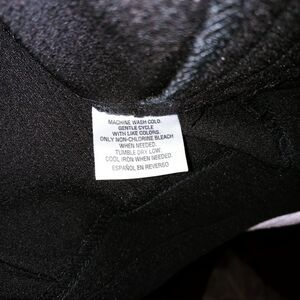 MACHINE WASH COLD.
GENTLE CYCLE
WITH LIKE COLORS.
ONLY NON-CHLORINE BLEACH
WHEN NEEDED.
TUMBLE DRY LOW.
COOL IRON WHEN NEEDED.
ESPAÑOL EN REVERSO